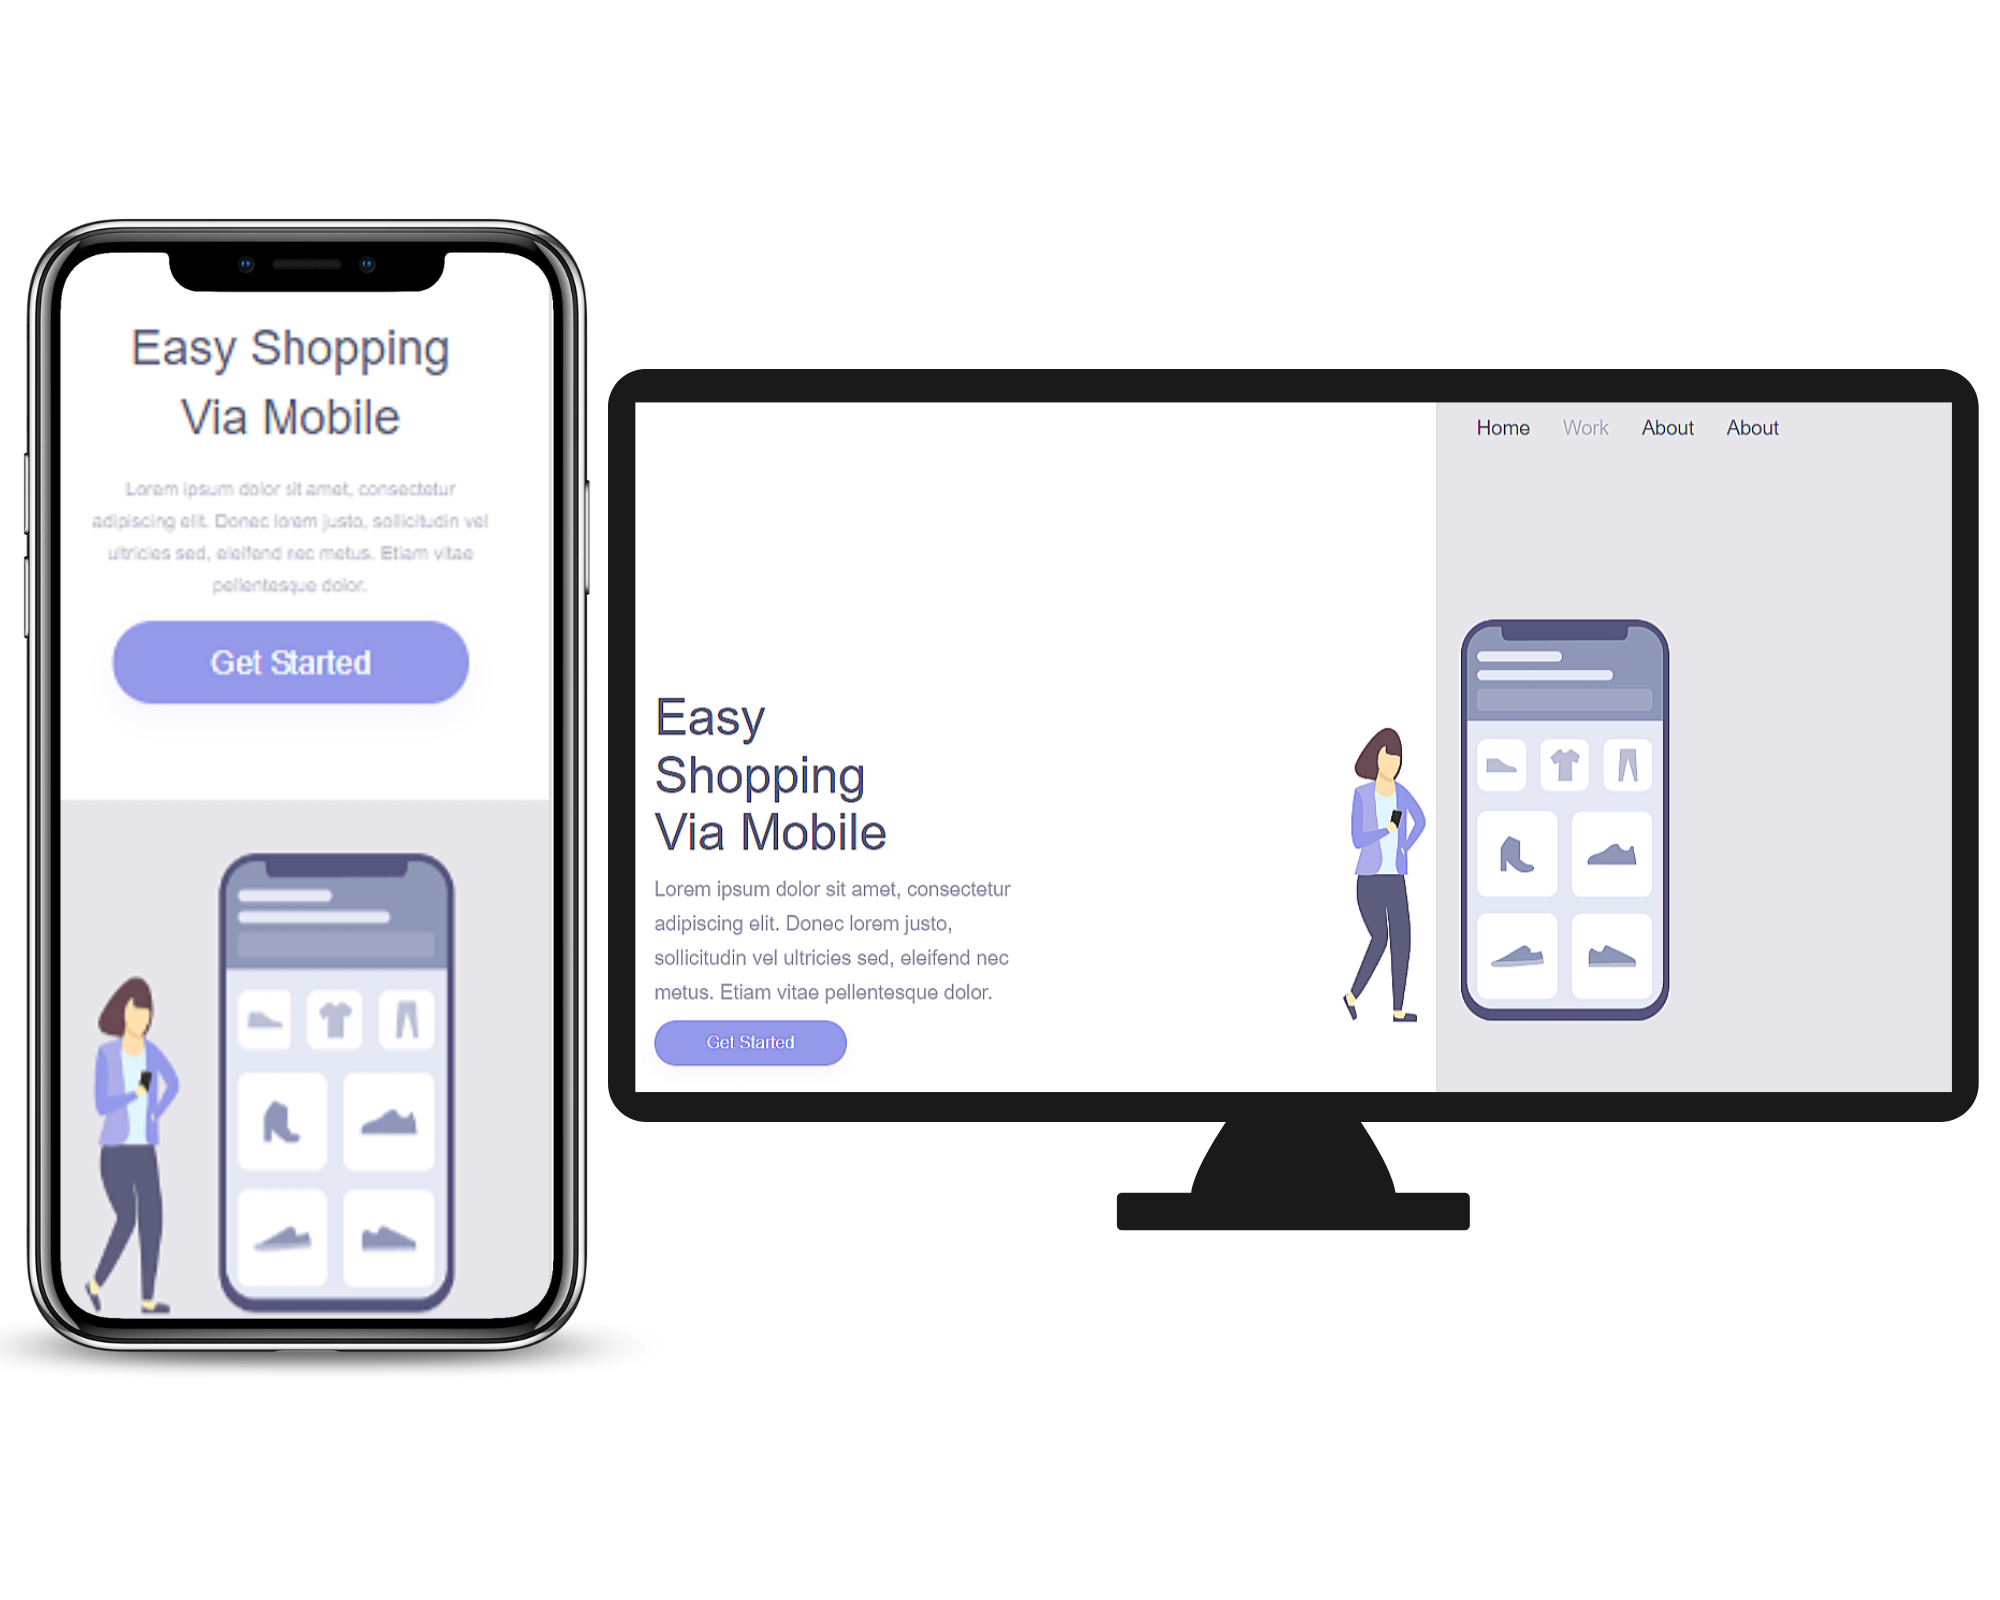 Easy Shopping
Via Mobile
Lorem ipsum dolor sit amet, consectetur
adipiscing elit. Donec lorem justo, sollicitudin vel
ultricies sed, eleifend nec metus. Etiam vitae
pellentesque dolor.
Get Started
Home Work About About
Easy
Shopping
Via Mobile
Lorem ipsum dolor sit amet, consectetur
adipiscing elit. Donec lorem justo,
sollicitudin vel ultricies sed, eleifend nec
metus. Etiam vitae pellentesque dolor.
Get Started